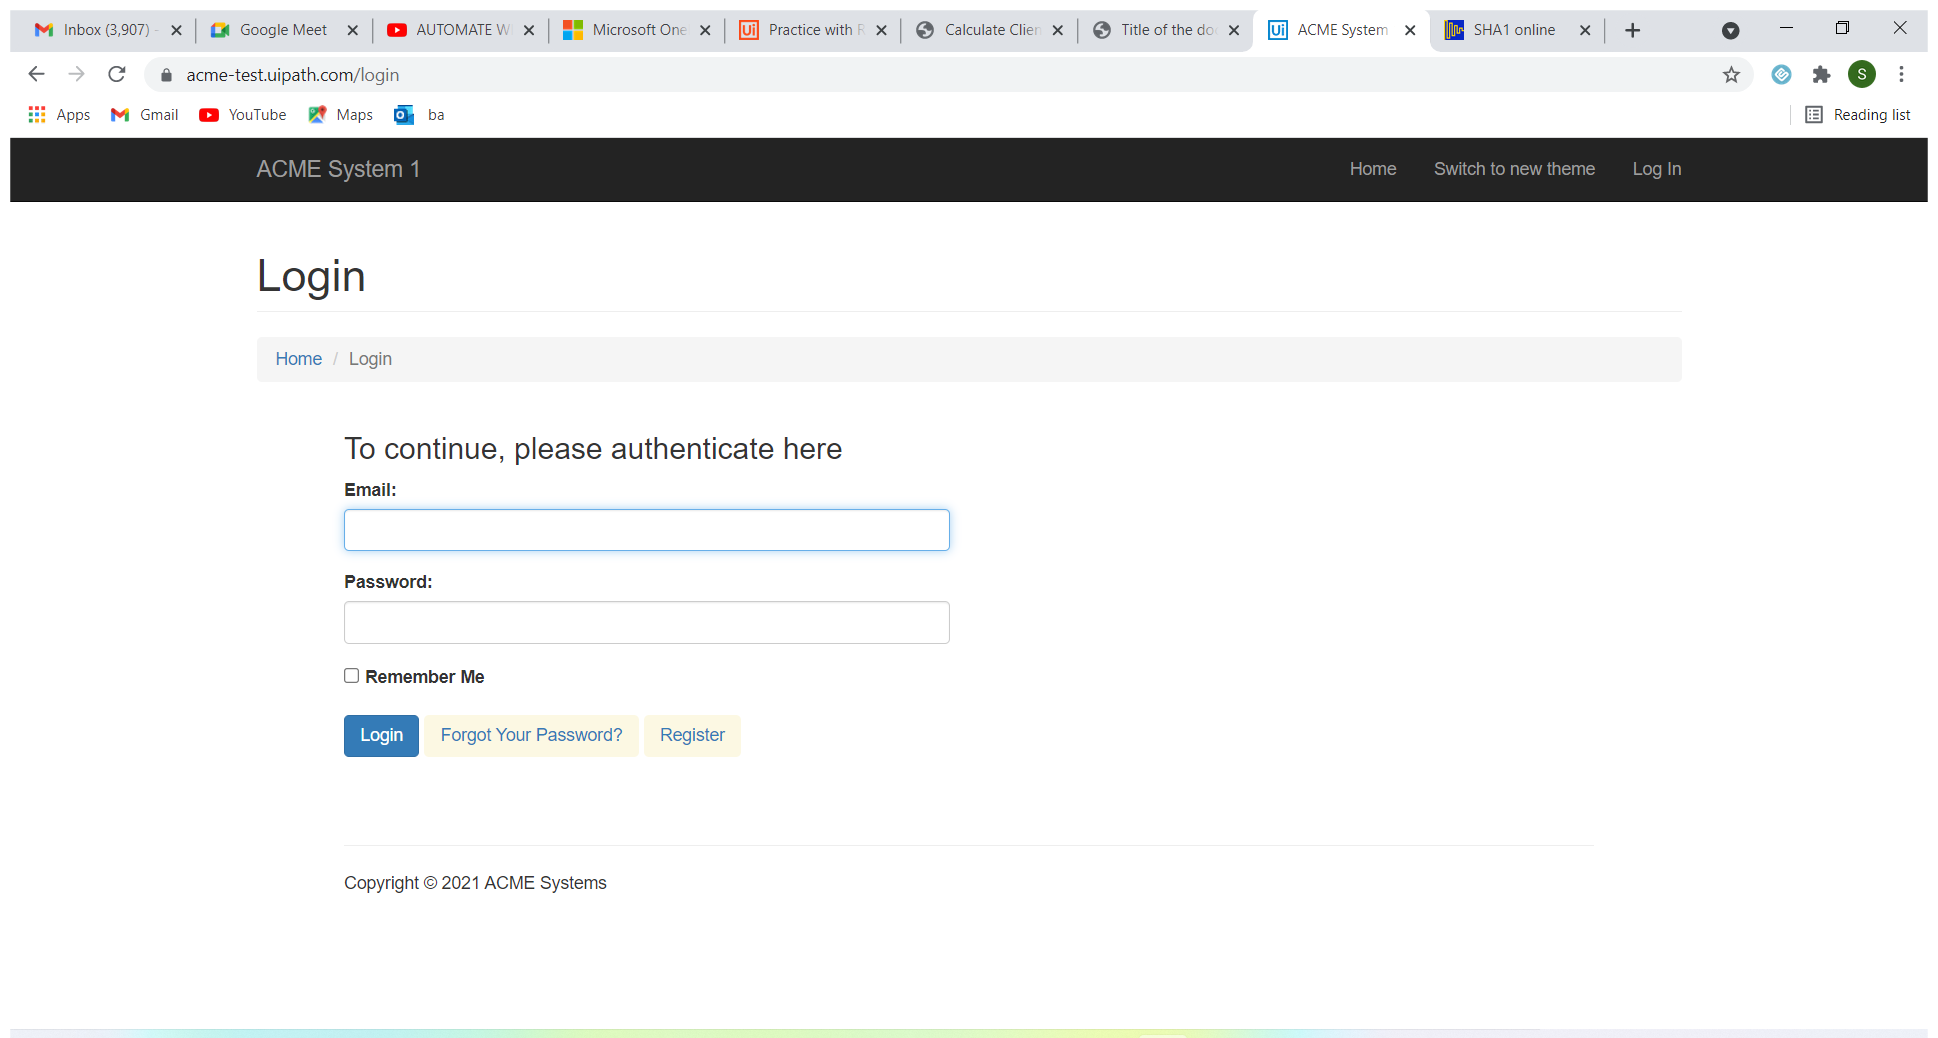 Inbox (3,907) - Google Meet AUTOMATE W Microsoft One Practice with R Calculate Clien Title of the do ACME System SHA1 online
acme-test.uipath.com/login S
Apps Gmail YouTube Maps ba Reading list
ACME System 1 Home Switch to new theme Log In
Login
Home / Login
To continue, please authenticate here
Email:
Password:
Remember Me
Login Forgot Your Password? Register
Copyright © 2021 ACME Systems